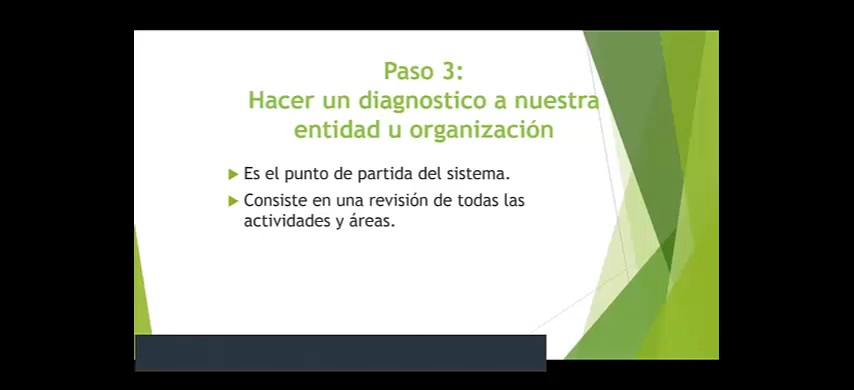 Paso 3:
Hacer un diagnostico a nuestra
entidad u organización
Es el punto de partida del sistema.
Consiste en una revisión de todas las
actividades y áreas.